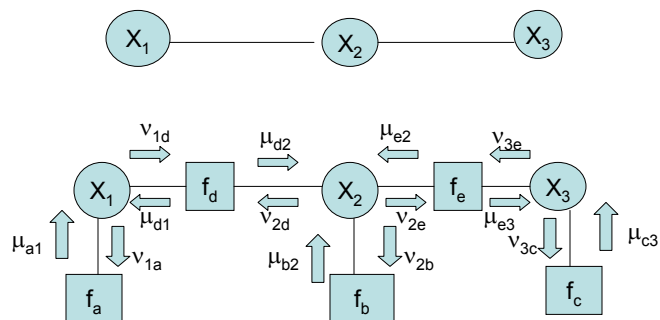 X1 X2 X3
ν1d μd2 μe2 ν3e
X1 fd X2 fe X3
μd1 ν2d ν2e μe3
μa1 ν1a μb2 ν2b ν3c μc3
fa fb fc